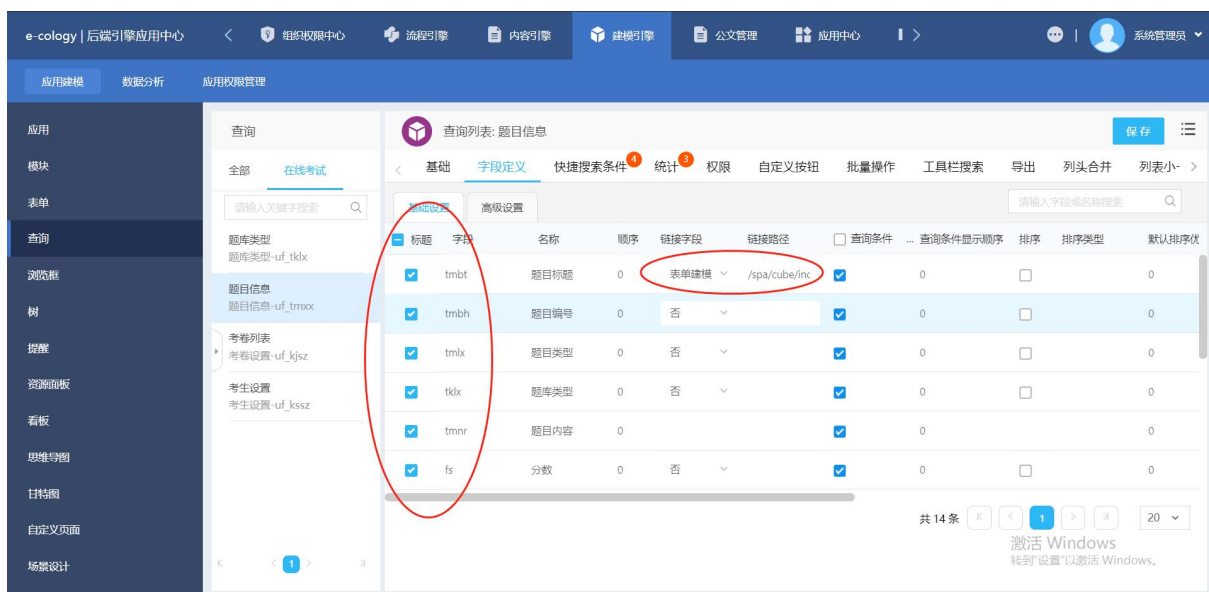 e-cology | 后端引擎应用中心 组织权限中心 流程引擎 内容引擎 建模引擎 公文管理 应用中心 系统管理员
应用建模 数据分析 应用权限管理
应用
模块
表单
查询
浏览框
树
提醒
资源面板
看板
思维导图
甘特图
自定义页面
场景设计
查询
全部 在线考试
请输入关键字搜索
题库类型
题库类型-uf_tklx
题目信息
题目信息-uf_tmxx
考卷列表
考卷设置-uf_kjsz
考生设置
考生设置-uf_kssz
1
查询列表: 题目信息 保存
基础 字段定义 快捷搜索条件 4 统计 3 权限 自定义按钮 批量操作 工具栏搜索 导出 列头合并 列表小-
基础设置 高级设置 请输入字段或名称搜索
标题 字段 名称 顺序 链接字段 链接路径 查询条件 ... 查询条件显示顺序 排序 排序类型 默认排序优
tmbt 题目标题 0 表单建模 /spa/cube/inc 0 0
tmbh 题目编号 0 否 0 0
tmlx 题目类型 0 否 0 0
tklx 题库类型 0 否 0 0
tmnr 题目内容 0 0 0
fs 分数 0 否 0 0
共 14 条 1 20
激活 Windows
转到"设置"以激活 Windows。